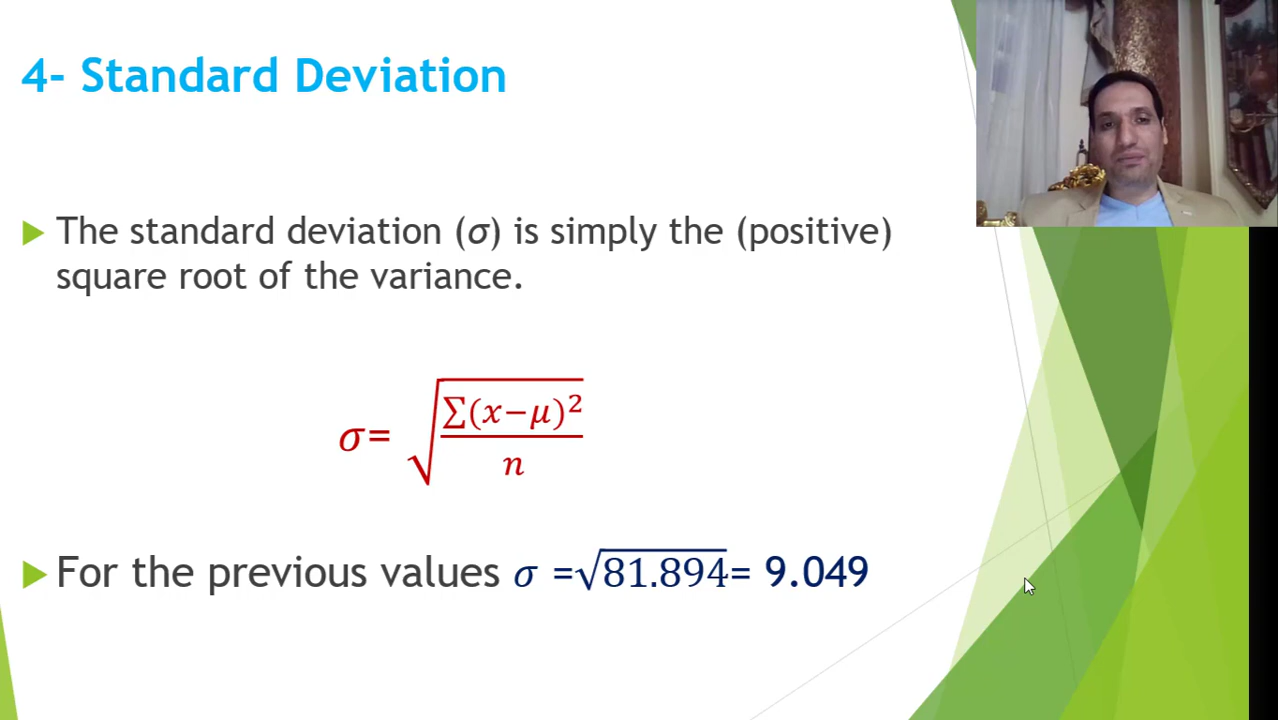 4- Standard Deviation
The standard deviation (σ) is simply the (positive)
square root of the variance.
σ= √(∑(x−μ)²/n)
For the previous values σ =√81.894= 9.049